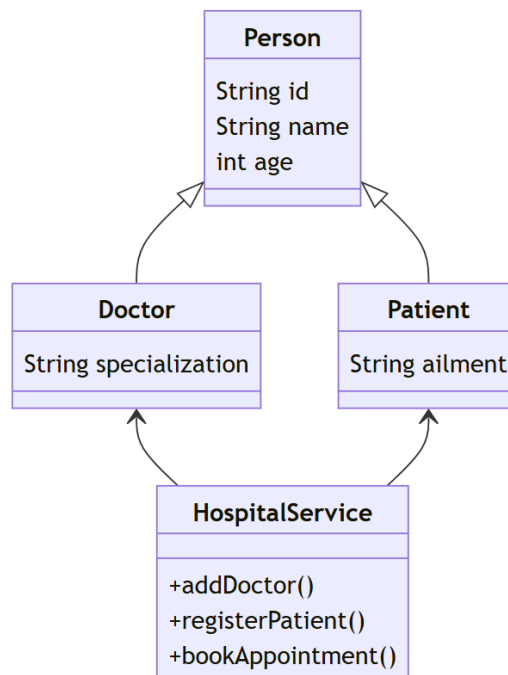 Person
String id
String name
int age
Doctor
String specialization
Patient
String ailment
HospitalService
+addDoctor()
+registerPatient()
+bookAppointment()